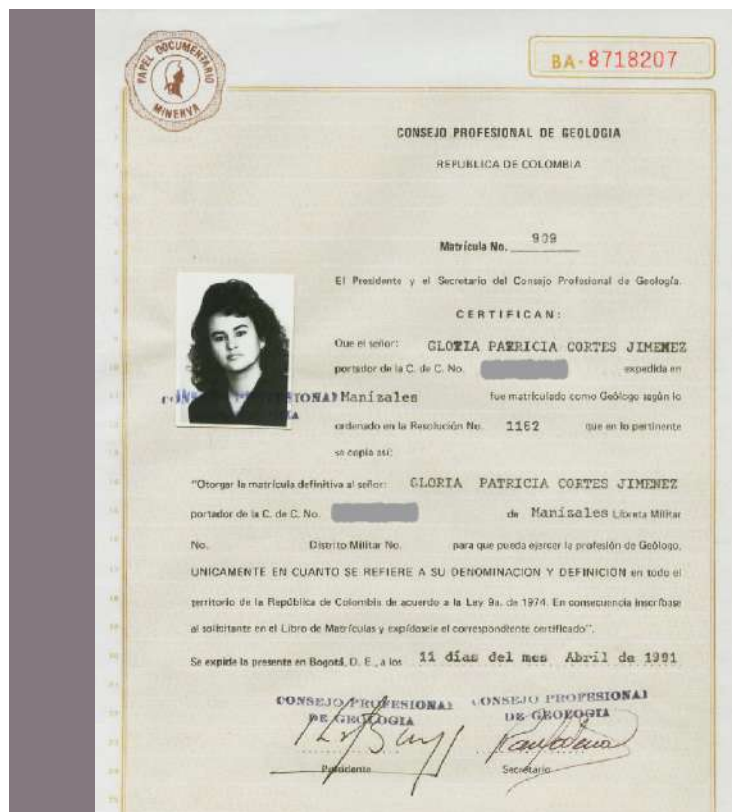 PAPEL DOCUMENTARIO
MINERVA
BA-8718207
CONSEJO PROFESIONAL DE GEOLOGIA
REPUBLICA DE COLOMBIA
Matrícula No. 909
El Presidente y el Secretario del Consejo Profesional de Geología.
CERTIFICAN:
Que el señor: GLORIA PATRICIA CORTES JIMENEZ
portador de la C. de C. No. expedida en
Manizales fue matriculado como Geólogo según lo
ordenado en la Resolución No. 1162 que en lo pertinente
se copia así:
"Otorgar la matrícula definitiva al señor: GLORIA PATRICIA CORTES JIMENEZ
portador de la C. de C. No. de Manizales Libreta Militar
No. Distrito Militar No. para que pueda ejercer la profesión de Geólogo,
UNICAMENTE EN CUANTO SE REFIERE A SU DENOMINACION Y DEFINICION en todo el
territorio de la República de Colombia de acuerdo a la Ley 9a. de 1974. En consecuencia inscríbase
al solicitante en el Libro de Matrículas y expídasele el correspondiente certificado".
Se expide la presente en Bogotá, D. E., a los 11 días del mes Abril de 1991
CONSEJO PROFESIONAL CONSEJO PROFESIONAL
DE GEOLOGIA DE GEOLOGIA
Presidente Secretario